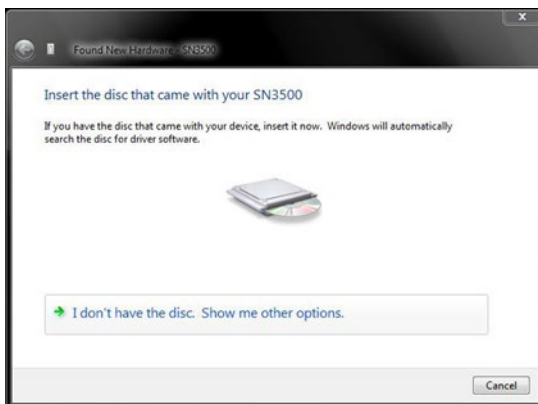 Found New Hardware - SN3500
Insert the disc that came with your SN3500
If you have the disc that came with your device, insert it now.  Windows will automatically
search the disc for driver software.
I don't have the disc.  Show me other options.
Cancel